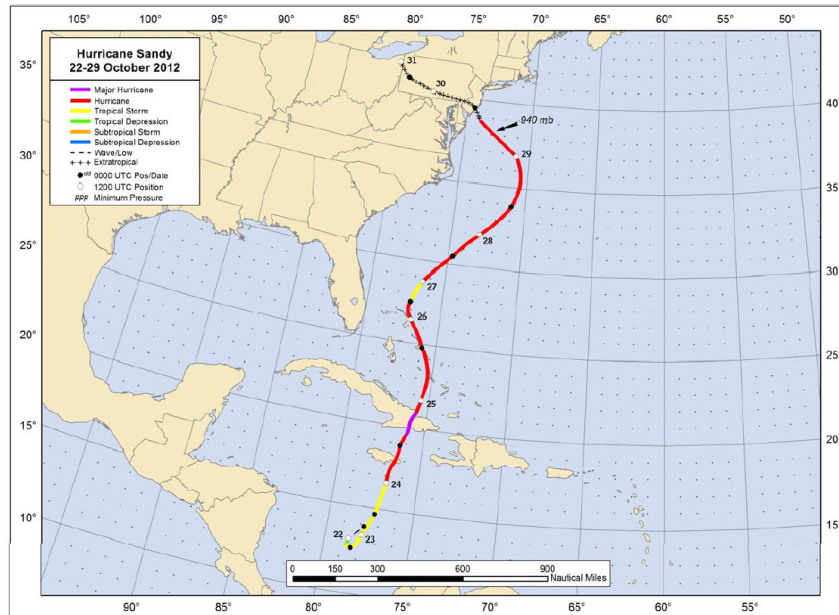 105° 100° 95° 90° 85° 80° 75° 70° 65° 60° 55° 50°
Hurricane Sandy
22-29 October 2012
Major Hurricane
Hurricane
Tropical Storm
Tropical Depression
Subtropical Storm
Subtropical Depression
Wave/Low
Extratropical
dd 0000 UTC Pos/Date
1200 UTC Position
ppp Minimum Pressure
35°
30°
25°
20°
15°
10°
31
30
940 mb
29
28
27
26
25
24
23
22
40
35
30
25
20
15
0 150 300 600 900
Nautical Miles
90° 85° 80° 75° 70° 65° 60°